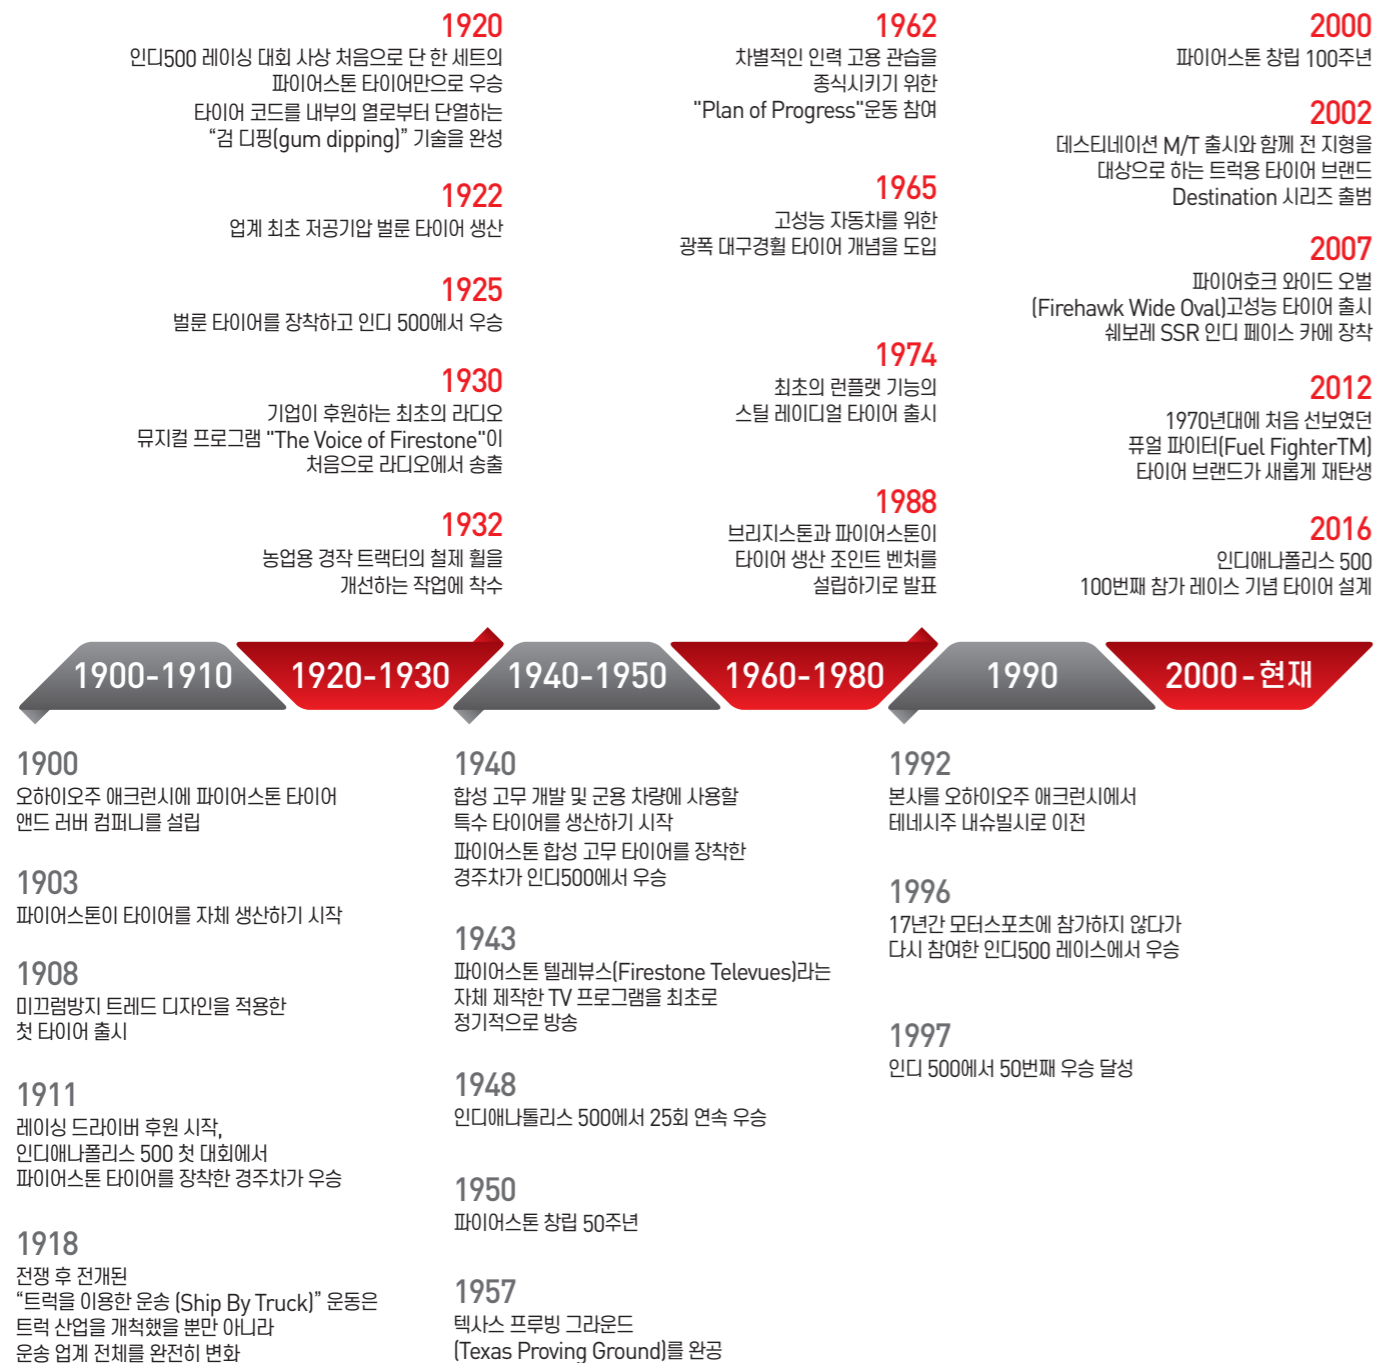 1920
인디500 레이싱 대회 사상 처음으로 단 한 세트의
파이어스톤 타이어만으로 우승
타이어 코드를 내부의 열로부터 단열하는
“검 디핑(gum dipping)” 기술을 완성
1922
업계 최초 저공기압 벌룬 타이어 생산
1925
벌룬 타이어를 장착하고 인디 500에서 우승
1930
기업이 후원하는 최초의 라디오
뮤지컬 프로그램 "The Voice of Firestone"이
처음으로 라디오에서 송출
1932
농업용 경작 트랙터의 철제 휠을
개선하는 작업에 착수
1962
차별적인 인력 고용 관습을
종식시키기 위한
"Plan of Progress"운동 참여
1965
고성능 자동차를 위한
광폭 대구경휠 타이어 개념을 도입
1974
최초의 런플랫 기능의
스틸 레이디얼 타이어 출시
1988
브리지스톤과 파이어스톤이
타이어 생산 조인트 벤처를
설립하기로 발표
2000
파이어스톤 창립 100주년
2002
데스티네이션 M/T 출시와 함께 전 지형을
대상으로 하는 트럭용 타이어 브랜드
Destination 시리즈 출범
2007
파이어호크 와이드 오벌
(Firehawk Wide Oval)고성능 타이어 출시
쉐보레 SSR 인디 페이스 카에 장착
2012
1970년대에 처음 선보였던
퓨얼 파이터(Fuel FighterTM)
타이어 브랜드가 새롭게 재탄생
2016
인디애나폴리스 500
100번째 참가 레이스 기념 타이어 설계
1900-1910
1920-1930
1940-1950
1960-1980
1990
2000-현재
1900
오하이오주 애크런시에 파이어스톤 타이어
앤드 러버 컴퍼니를 설립
1903
파이어스톤이 타이어를 자체 생산하기 시작
1908
미끄럼방지 트레드 디자인을 적용한
첫 타이어 출시
1911
레이싱 드라이버 후원 시작,
인디애나폴리스 500 첫 대회에서
파이어스톤 타이어를 장착한 경주차가 우승
1918
전쟁 후 전개된
“트럭을 이용한 운송 (Ship By Truck)” 운동은
트럭 산업을 개척했을 뿐만 아니라
운송 업계 전체를 완전히 변화
1940
합성 고무 개발 및 군용 차량에 사용할
특수 타이어를 생산하기 시작
파이어스톤 합성 고무 타이어를 장착한
경주차가 인디500에서 우승
1943
파이어스톤 텔레뷰스(Firestone Televues)라는
자체 제작한 TV 프로그램을 최초로
정기적으로 방송
1948
인디애나톨리스 500에서 25회 연속 우승
1950
파이어스톤 창립 50주년
1957
텍사스 프루빙 그라운드
(Texas Proving Ground)를 완공
1992
본사를 오하이오주 애크런시에서
테네시주 내슈빌시로 이전
1996
17년간 모터스포츠에 참가하지 않다가
다시 참여한 인디500 레이스에서 우승
1997
인디 500에서 50번째 우승 달성